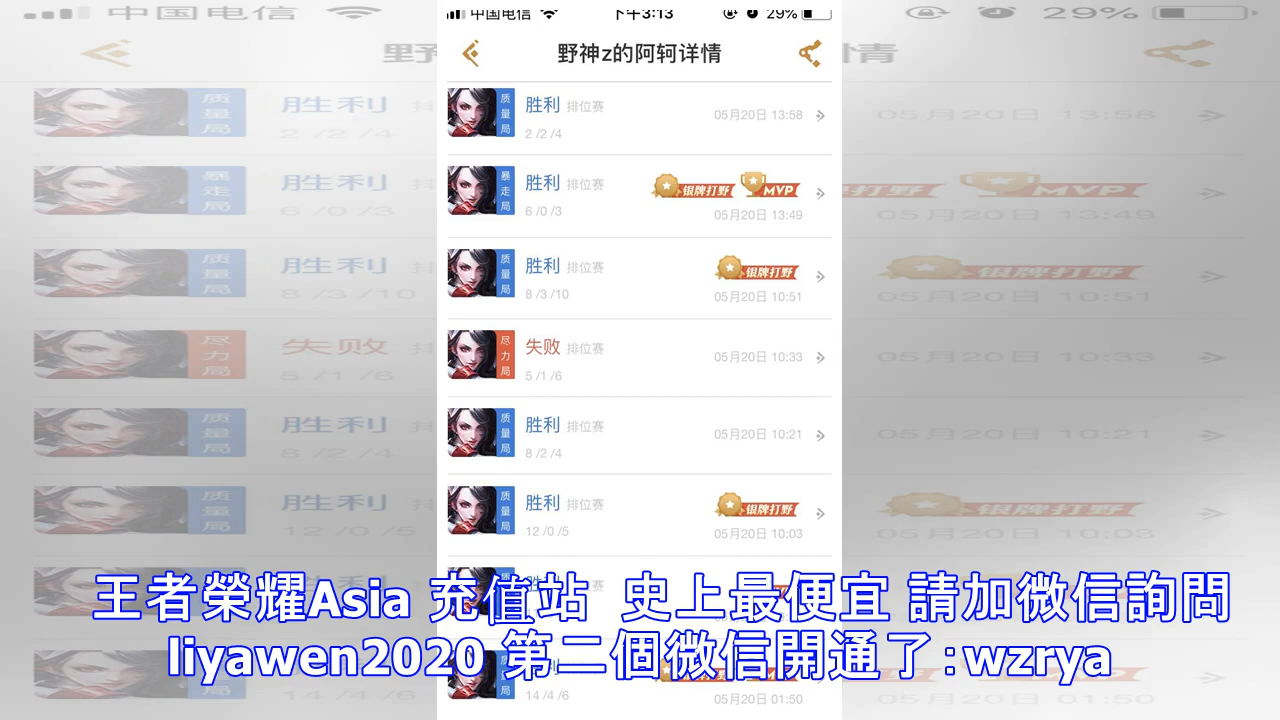 中国电信 下午3:13 29%
野神z的阿轲详情
质量局 胜利 排位赛 05月20日 13:58
2 /2 /4
暴走局 胜利 排位赛 银牌打野 MVP
6 /0 /3 05月20日 13:49
质量局 胜利 排位赛 银牌打野
8 /3 /10 05月20日 10:51
尽力局 失败 排位赛 05月20日 10:33
5 /1 /6
质量局 胜利 排位赛 05月20日 10:21
8 /2 /4
质量局 胜利 排位赛 银牌打野
12 /0 /5 05月20日 10:03
王者榮耀Asia 充值站 史上最便宜 請加微信詢問
liyawen2020 第二個微信開通了:wzrya
14 /4 /6 05月20日 01:50